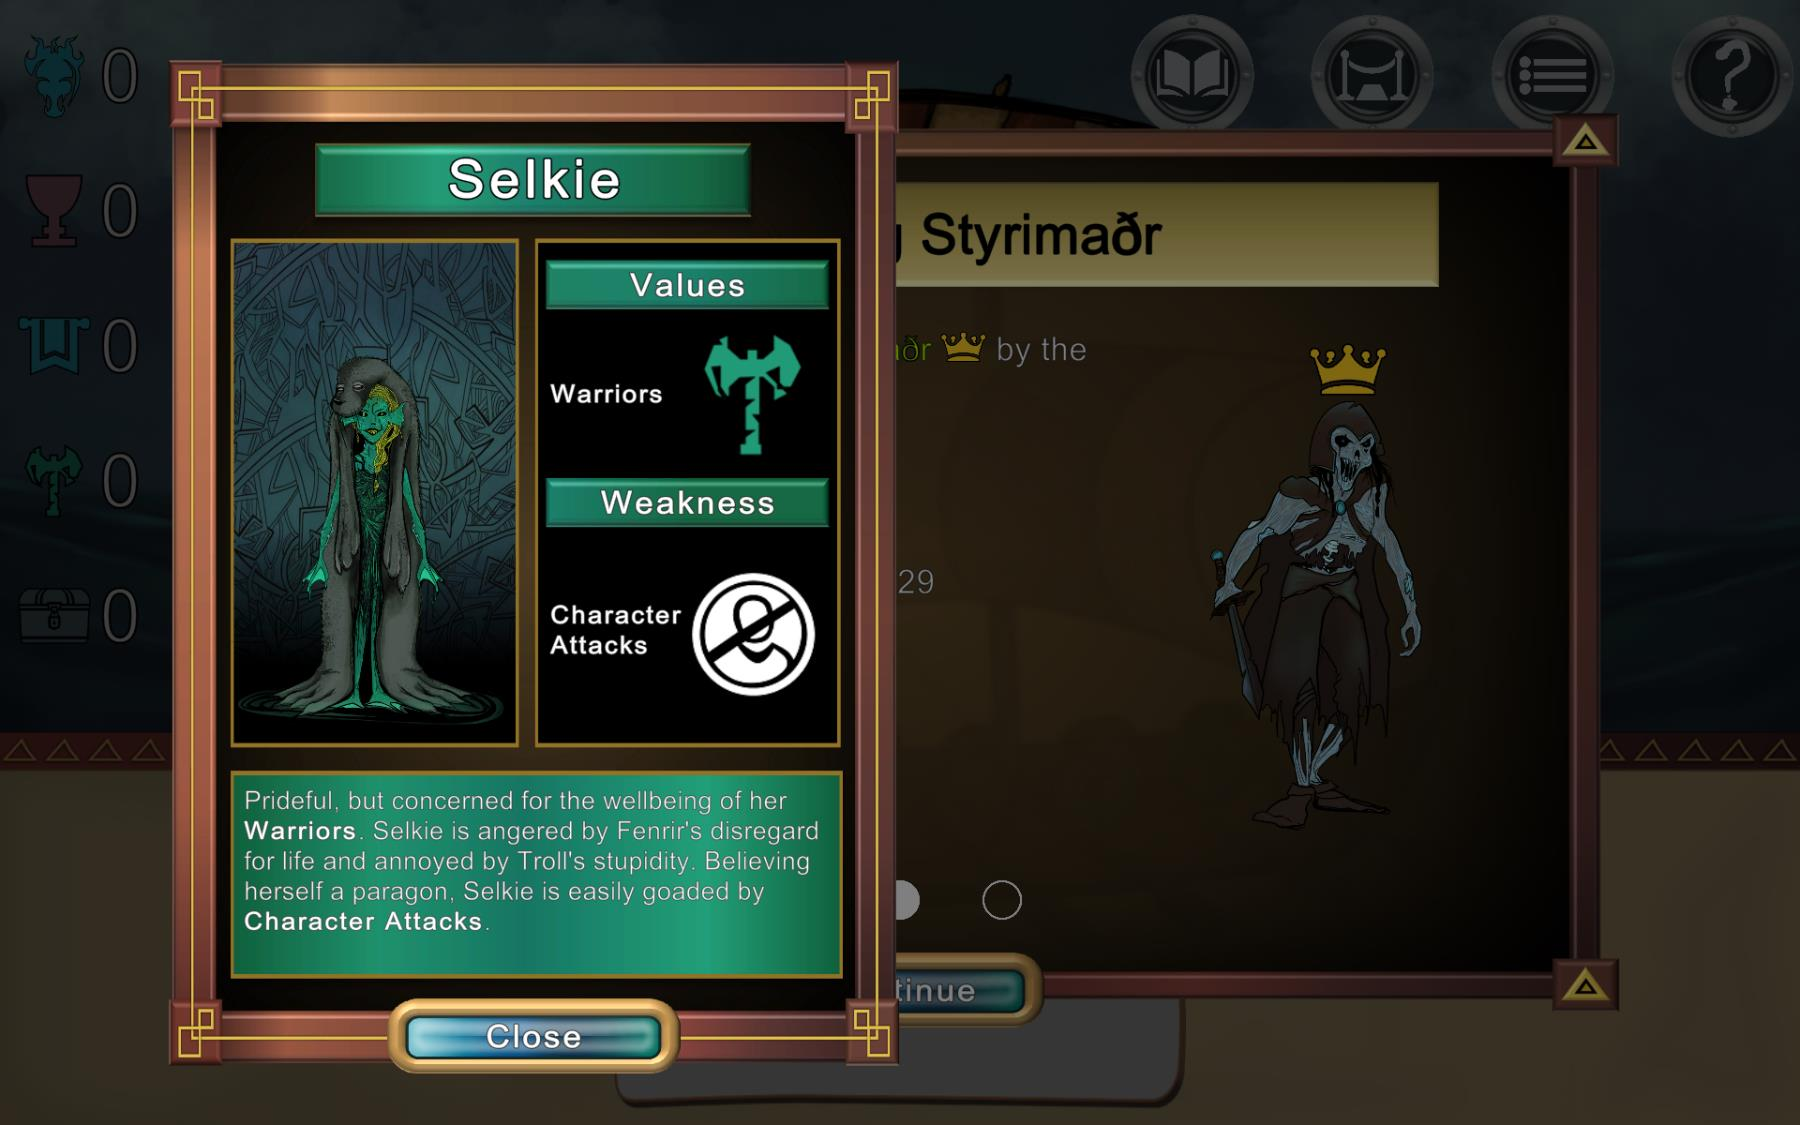 0
0
0
0
0
Selkie
Values
Warriors
Weakness
Character
Attacks
Prideful, but concerned for the wellbeing of her
Warriors. Selkie is angered by Fenrir's disregard
for life and annoyed by Troll's stupidity. Believing
herself a paragon, Selkie is easily goaded by
Character Attacks.
Close
Styrimaðr
by the
29